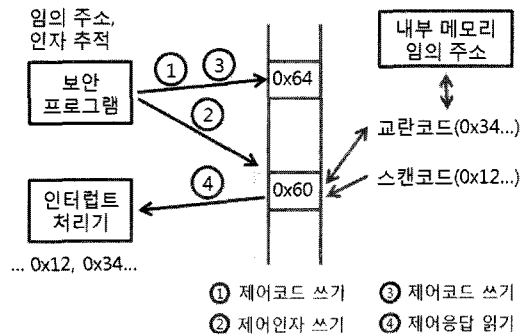 임의 주소,
인자 추적
보안
프로그램
① ③
②
④
0x64
0x60
내부 메모리
임의 주소
교란코드(0x34...)
스캔코드(0x12...)
인터럽트
처리기
... 0x12, 0x34...
① 제어코드 쓰기 ③ 제어코드 쓰기
② 제어인자 쓰기 ④ 제어응답 읽기